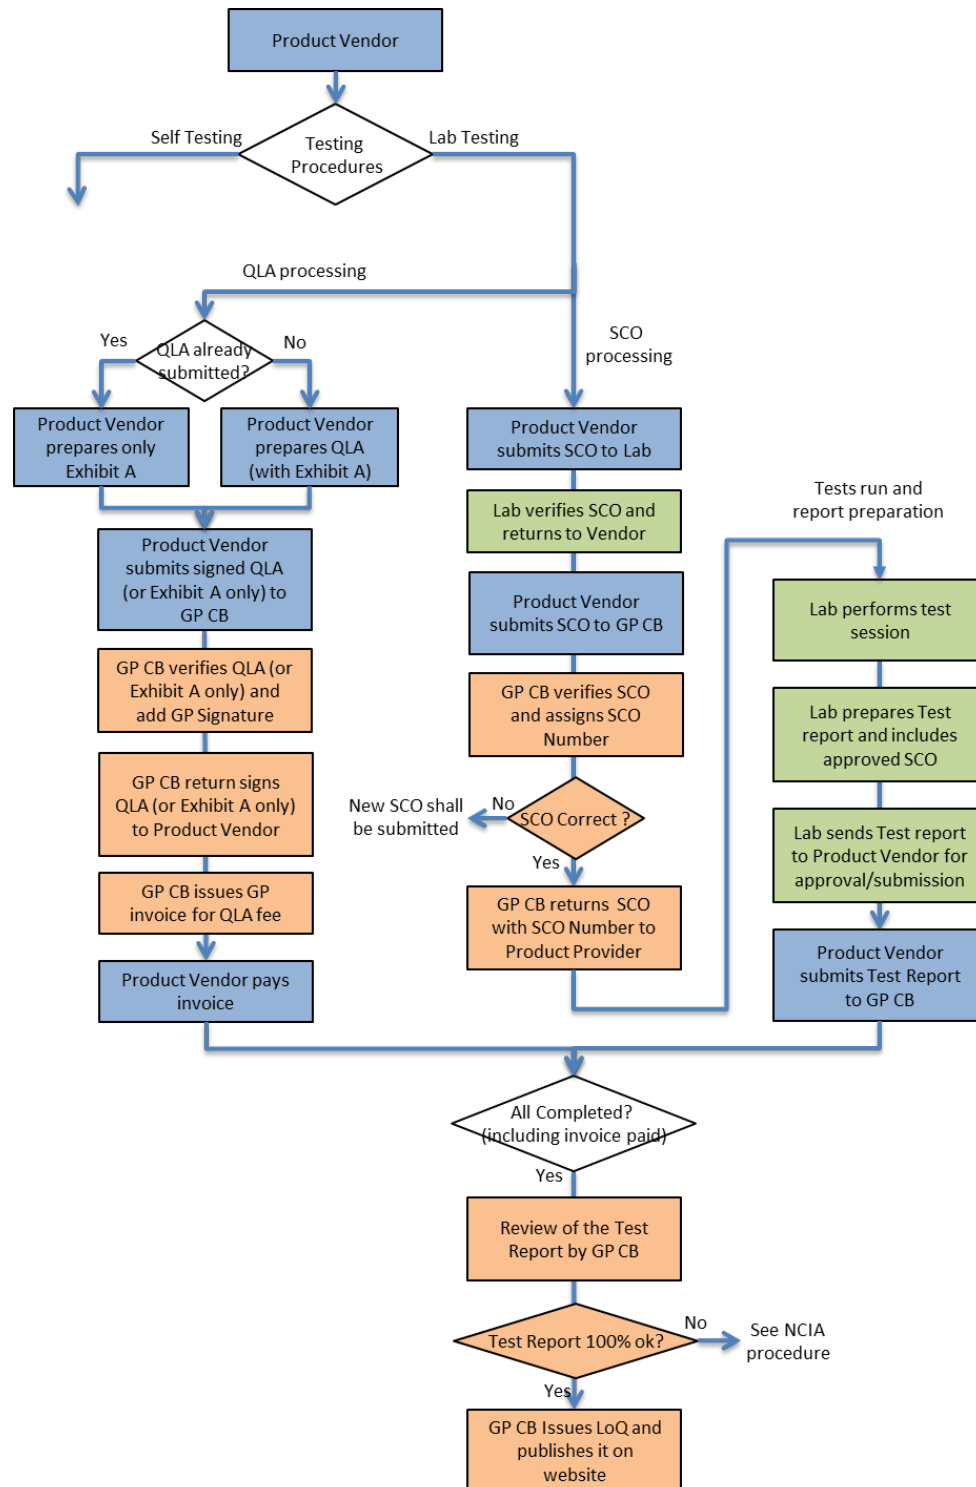 Product Vendor
Self Testing
Lab Testing
Testing
Procedures
QLA processing
SCO
processing
Yes
QLA already
submitted?
No
Product Vendor
prepares only
Exhibit A
Product Vendor
prepares QLA
(with Exhibit A)
Product Vendor
submits signed QLA
(or Exhibit A only) to
GP CB
GP CB verifies QLA (or
Exhibit A only) and
add GP Signature
GP CB return signs
QLA (or Exhibit A only)
to Product Vendor
GP CB issues GP
invoice for QLA fee
Product Vendor pays
invoice
Product Vendor
submits SCO to Lab
Lab verifies SCO and
returns to Vendor
Product Vendor
submits SCO to GP CB
GP CB verifies SCO
and assigns SCO
Number
New SCO shall
be submitted
No
SCO Correct ?
Yes
GP CB returns SCO
with SCO Number to
Product Provider
Tests run and
report preparation
Lab performs test
session
Lab prepares Test
report and includes
approved SCO
Lab sends Test report
to Product Vendor for
approval/submission
Product Vendor
submits Test Report
to GP CB
All Completed?
(including invoice paid)
Yes
Review of the Test
Report by GP CB
Test Report 100% ok?
No
See NCIA
procedure
Yes
GP CB Issues LoQ and
publishes it on
website